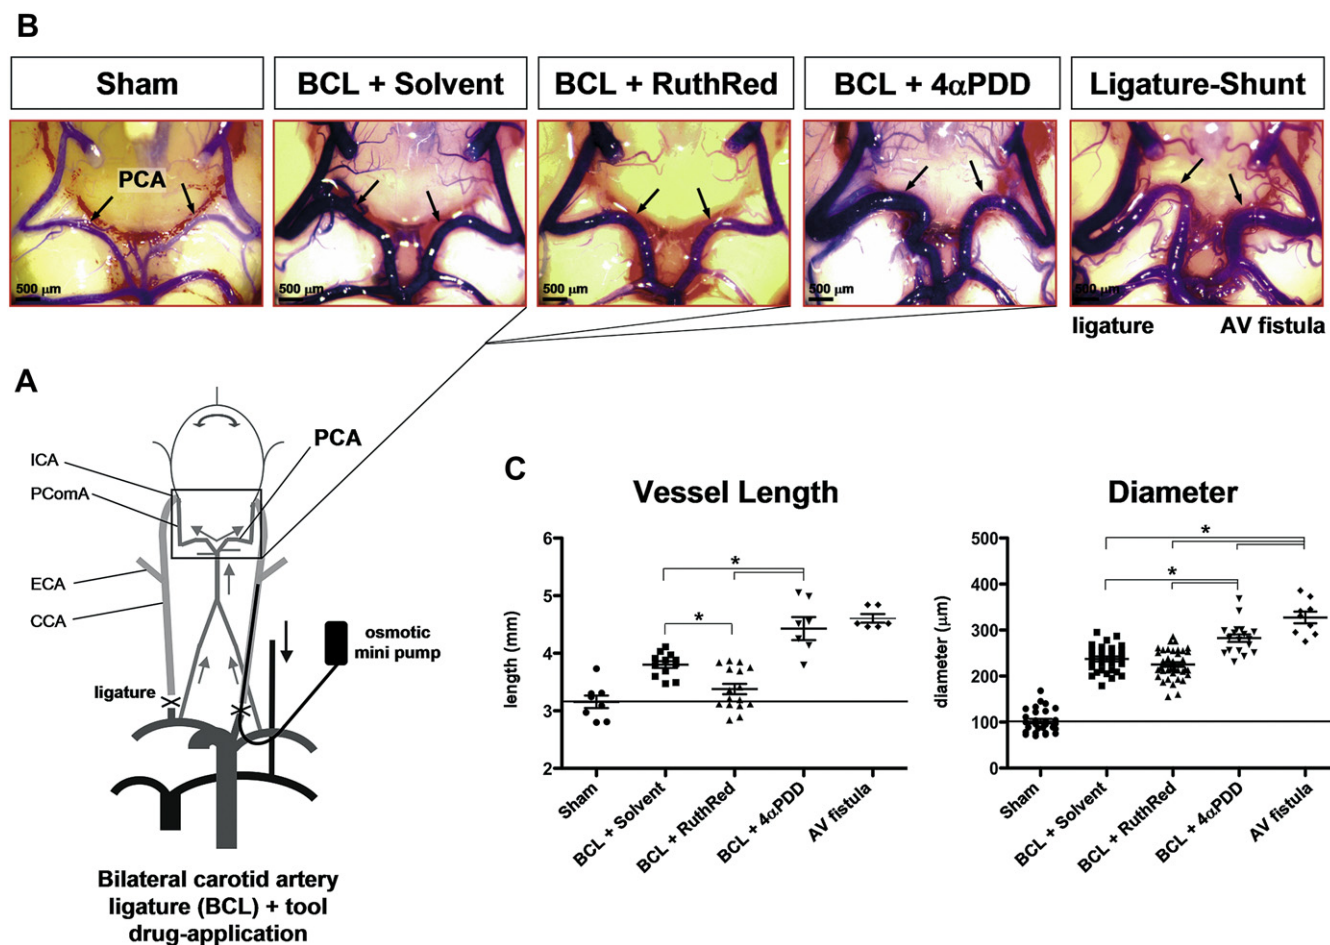 B
Sham
BCL + Solvent
BCL + RuthRed
BCL + 4αPDD
Ligature-Shunt
PCA
500 μm
500 μm
500 μm
500 μm
500 μm
ligature
AV fistula
A
PCA
ICA
PComA
ECA
CCA
ligature
osmotic
mini pump
Bilateral carotid artery
ligature (BCL) + tool
drug-application
C
Vessel Length
length (mm)
6
5
4
3
2
*
*
Sham
BCL + Solvent
BCL + RuthRed
BCL + 4αPDD
AV fistula
Diameter
diameter (μm)
500
400
300
200
100
0
*
*
Sham
BCL + Solvent
BCL + RuthRed
BCL + 4αPDD
AV fistula